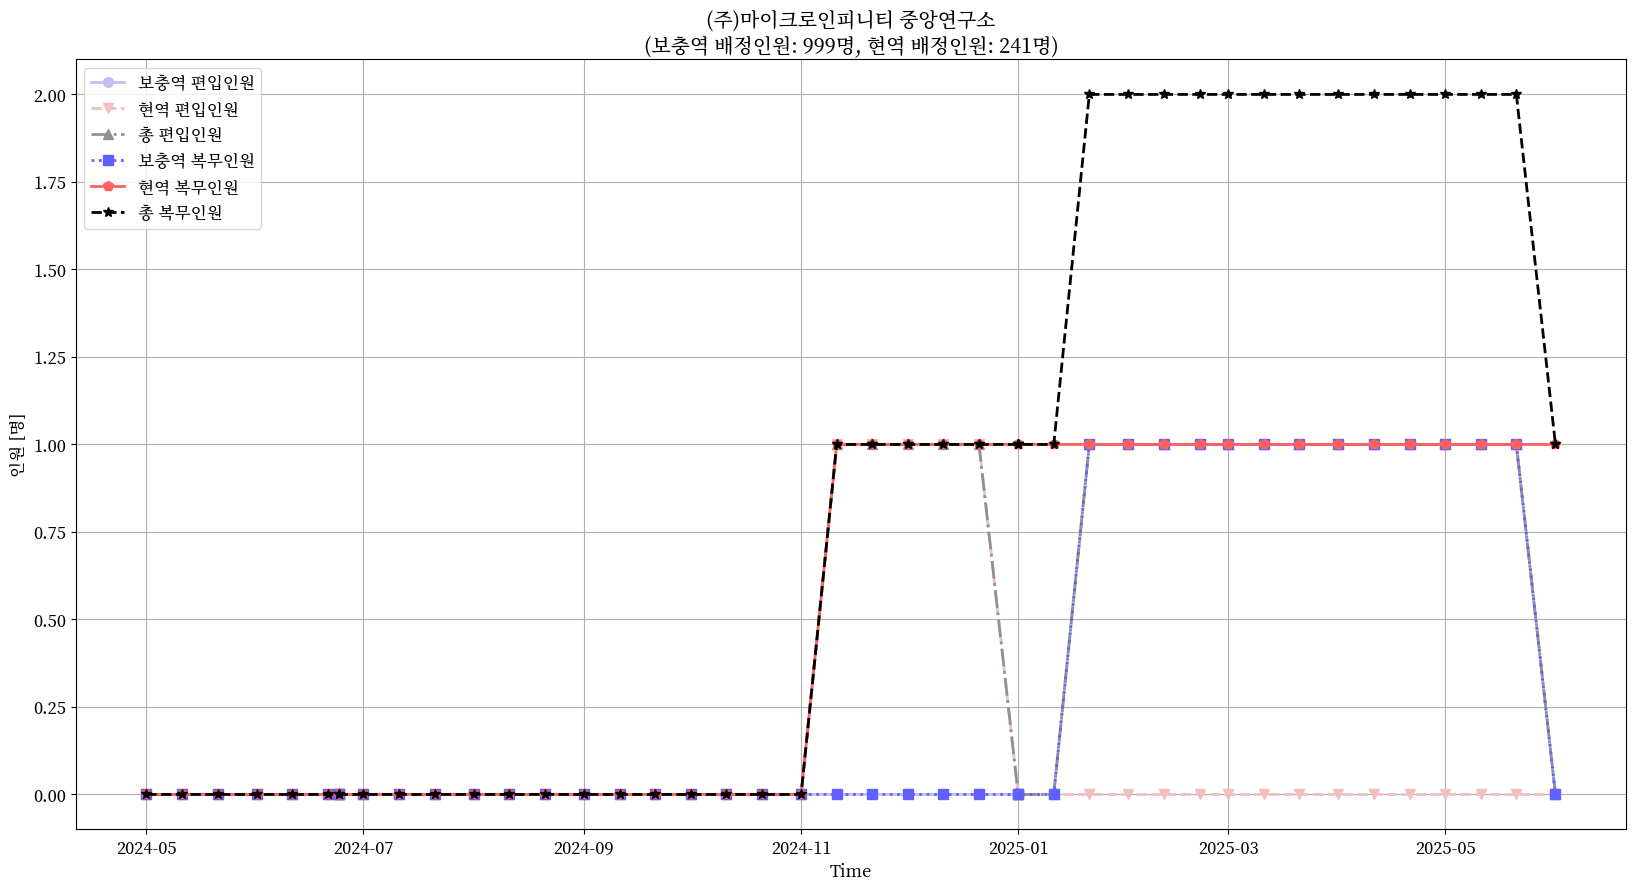 (주)마이크로인피니티 중앙연구소
(보충역 배정인원: 999명, 현역 배정인원: 241명)
보충역 편입인원
현역 편입인원
총 편입인원
보충역 복무인원
현역 복무인원
총 복무인원
2.00
1.75
1.50
1.25
1.00
0.75
0.50
0.25
0.00
인원 [명]
2024-05
2024-07
2024-09
2024-11
2025-01
2025-03
2025-05
Time